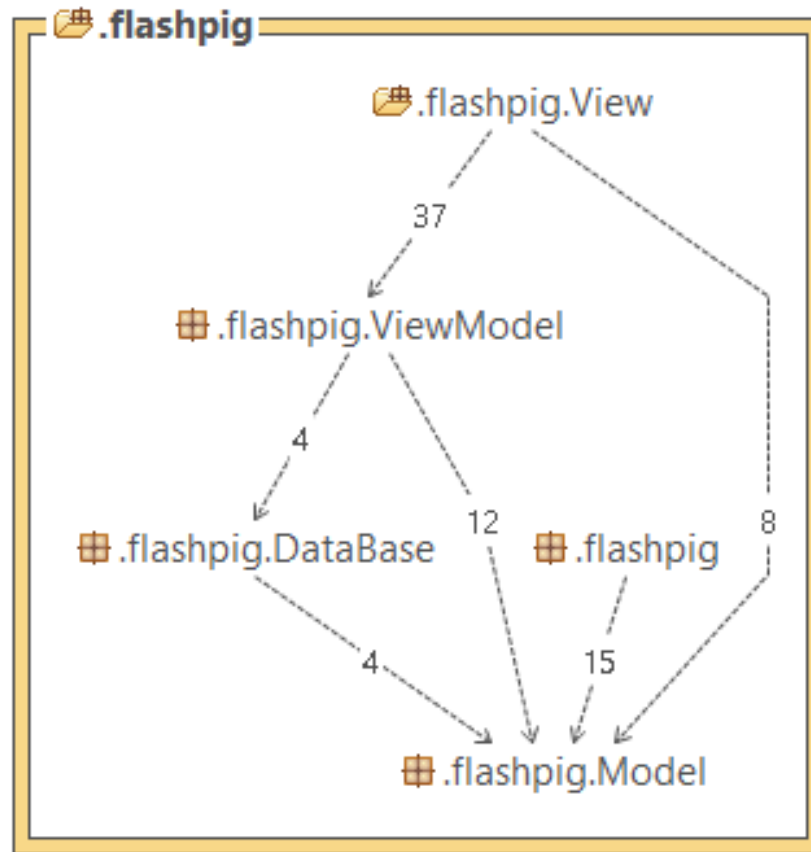 .flashpig
.flashpig.View
37
.flashpig.ViewModel
4
12
8
.flashpig.DataBase
.flashpig
4
15
.flashpig.Model